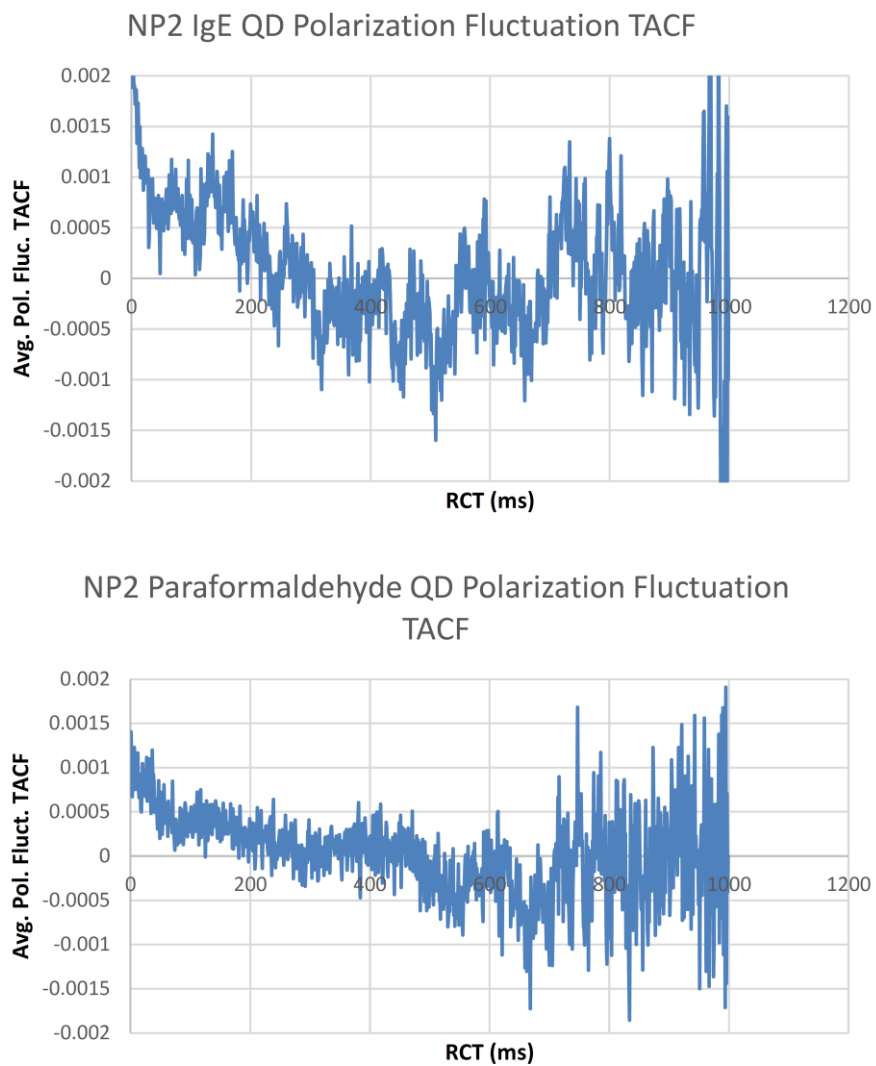 NP2 IgE QD Polarization Fluctuation TACF
0.002
0.0015
0.001
0.0005
0
-0.0005
-0.001
-0.0015
-0.002
0 200 400 600 800 1000 1200
Avg. Pol. Fluc. TACF
RCT (ms)
NP2 Paraformaldehyde QD Polarization Fluctuation
TACF
0.002
0.0015
0.001
0.0005
0
-0.0005
-0.001
-0.0015
-0.002
0 200 400 600 800 1000 1200
Avg. Pol. Fluct. TACF
RCT (ms)